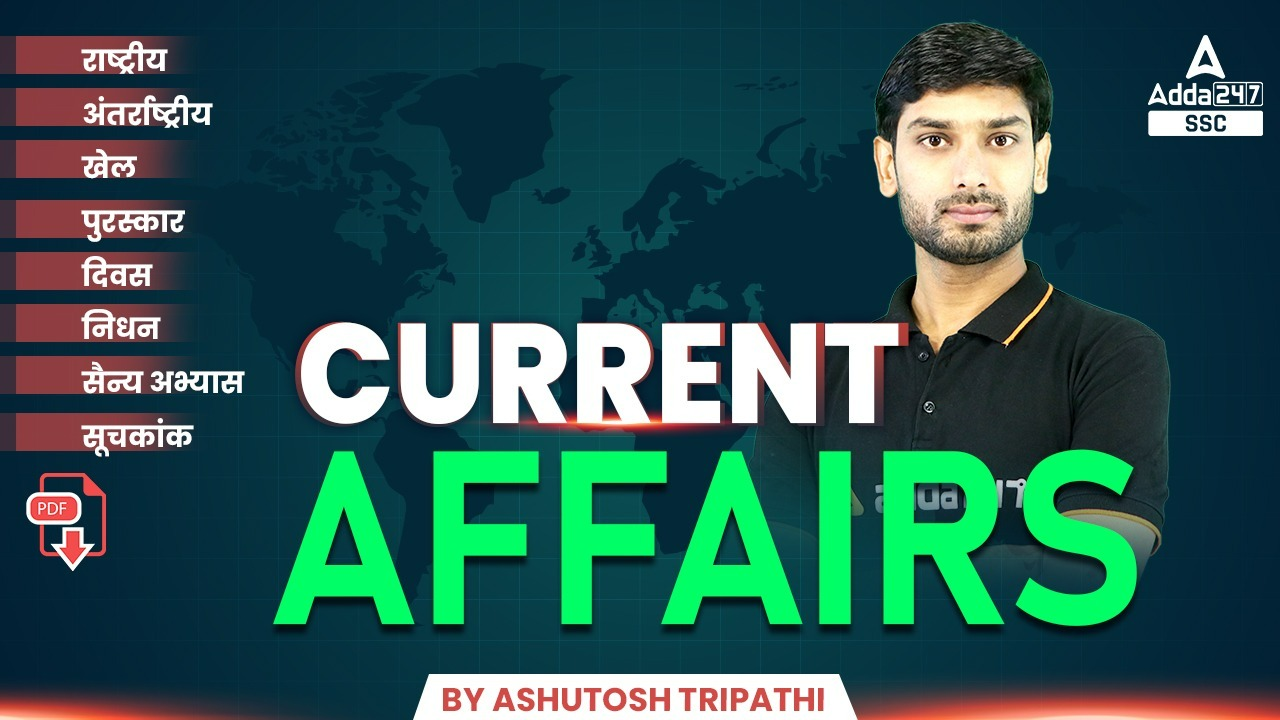 राष्ट्रीय
अंतर्राष्ट्रीय
खेल
पुरस्कार
दिवस
निधन
सैन्य अभ्यास
सूचकांक
PDF
Adda247
SSC
CURRENT
AFFAIRS
BY ASHUTOSH TRIPATHI